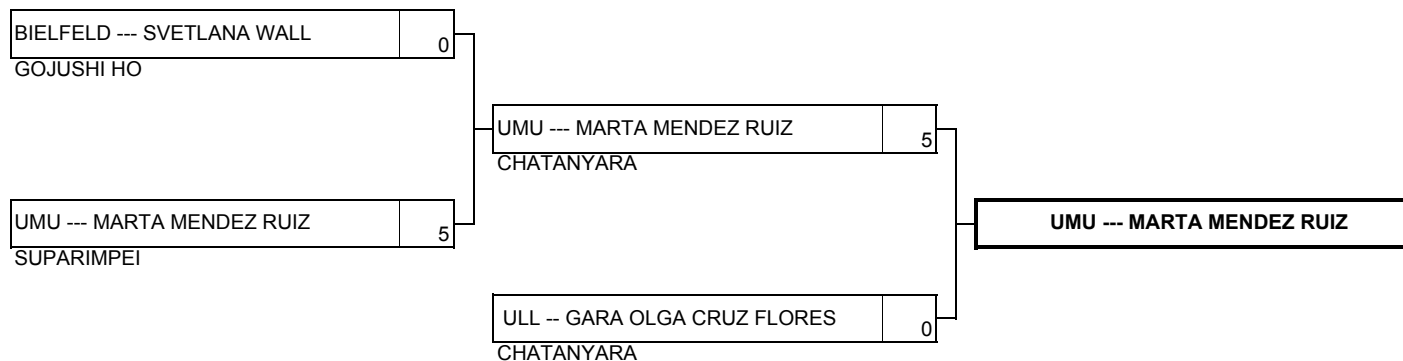 BIELFELD --- SVETLANA WALL 0
GOJUSHI HO
UMU --- MARTA MENDEZ RUIZ 5
CHATANYARA
UMU --- MARTA MENDEZ RUIZ 5
SUPARIMPEI
UMU --- MARTA MENDEZ RUIZ
ULL -- GARA OLGA CRUZ FLORES 0
CHATANYARA